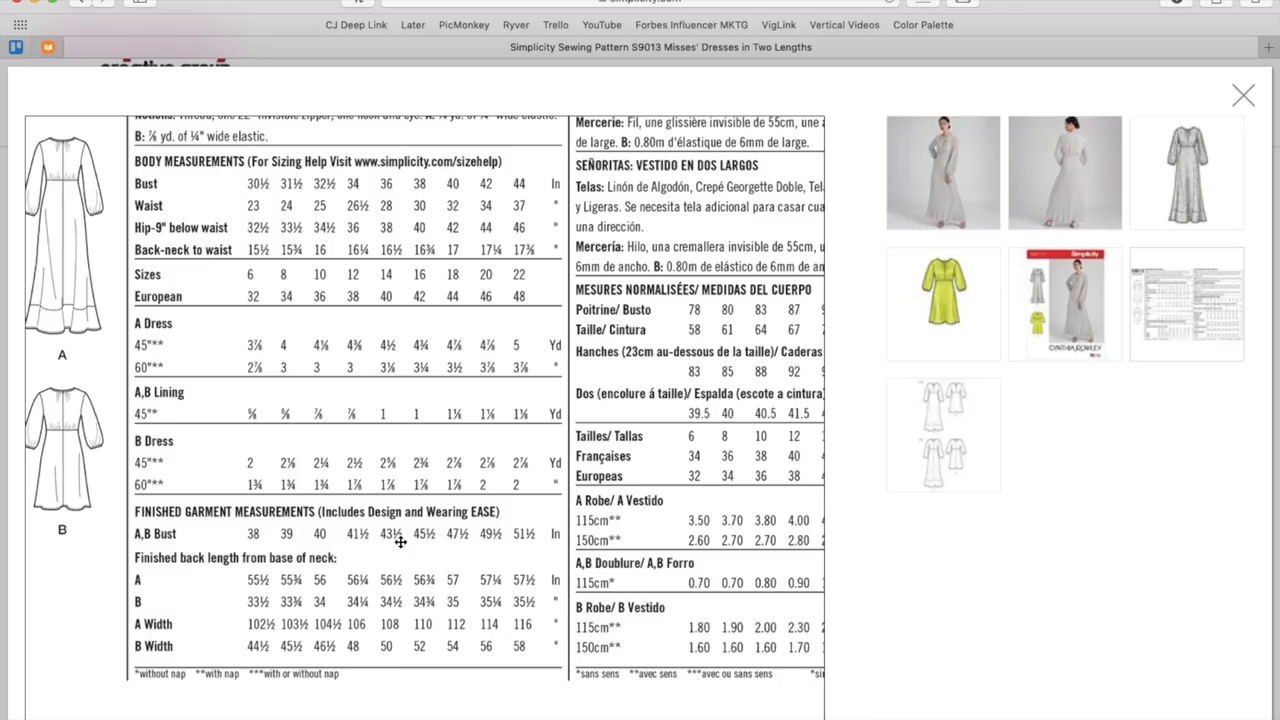 simplicity.com
CJ Deep Link Later PicMonkey Ryver Trello YouTube Forbes Influencer MKTG VigLink Vertical Videos Color Palette
Simplicity Sewing Pattern S9013 Misses' Dresses in Two Lengths
creative group
B: ⅞ yd. of ¼" wide elastic.
BODY MEASUREMENTS (For Sizing Help Visit www.simplicity.com/sizehelp)
Bust 30½ 31½ 32½ 34 36 38 40 42 44 In
Waist 23 24 25 26½ 28 30 32 34 37 "
Hip-9" below waist 32½ 33½ 34½ 36 38 40 42 44 46 "
Back-neck to waist 15½ 15¾ 16 16¼ 16½ 16¾ 17 17¼ 17⅜ "
Sizes 6 8 10 12 14 16 18 20 22
European 32 34 36 38 40 42 44 46 48
A Dress
45"** 3⅞ 4 4⅛ 4⅜ 4½ 4¾ 4⅞ 4⅞ 5 Yd
60"** 2⅞ 3 3 3 3⅛ 3¼ 3½ 3⅝ 3⅝ "
A,B Lining
45"* 1 1 1⅛ 1⅛ 1⅛ Yd
B Dress
45"** 2 2⅛ 2¼ 2½ 2⅝ 2¾ 2⅞ 2⅞ 2⅞ Yd
60"** 1¾ 1¾ 1¾ 1⅞ 1⅞ 1⅞ 1⅞ 2 2 "
FINISHED GARMENT MEASUREMENTS (Includes Design and Wearing EASE)
A,B Bust 38 39 40 41½ 43½ 45½ 47½ 49½ 51½ In
Finished back length from base of neck:
A 55½ 55¾ 56 56¼ 56½ 56¾ 57 57¼ 57½ In
B 33½ 33¾ 34 34¼ 34½ 34¾ 35 35¼ 35½ "
A Width 102½ 103½ 104½ 106 108 110 112 114 116 "
B Width 44½ 45½ 46½ 48 50 52 54 56 58 "
*without nap **with nap ***with or without nap
A
B
Mercerie: Fil, une glissière invisible de 55cm, une
de large. B: 0.80m d'élastique de 6mm de large.
SEÑORITAS: VESTIDO EN DOS LARGOS
Telas: Linón de Algodón, Crepé Georgette Doble, Tel
y Ligeras. Se necesita tela adicional para casar cua
una dirección.
Mercería: Hilo, una cremallera invisible de 55cm, u
6mm de ancho. B: 0.80m de elástico de 6mm de an
MESURES NORMALISÉES/ MEDIDAS DEL CUERPO
Poitrine/ Busto 78 80 83 87
Taille/ Cintura 58 61 64 67
Hanches (23cm au-dessous de la taille)/ Caderas
83 85 88 92
Dos (encolure á taille)/ Espalda (escote a cintura)
39.5 40 40.5 41.5
Tailles/ Tallas 6 8 10 12
Françaises 34 36 38 40
Europeas 32 34 36 38
A Robe/ A Vestido
115cm** 3.50 3.70 3.80 4.00
150cm** 2.60 2.70 2.70 2.80
A,B Doublure/ A,B Forro
115cm* 0.70 0.70 0.80 0.90
B Robe/ B Vestido
115cm** 1.80 1.90 2.00 2.30
150cm** 1.60 1.60 1.60 1.70
*sans sens **avec sens ***avec ou sans sens *si
Simplicity
CYNTHIA ROWLEY